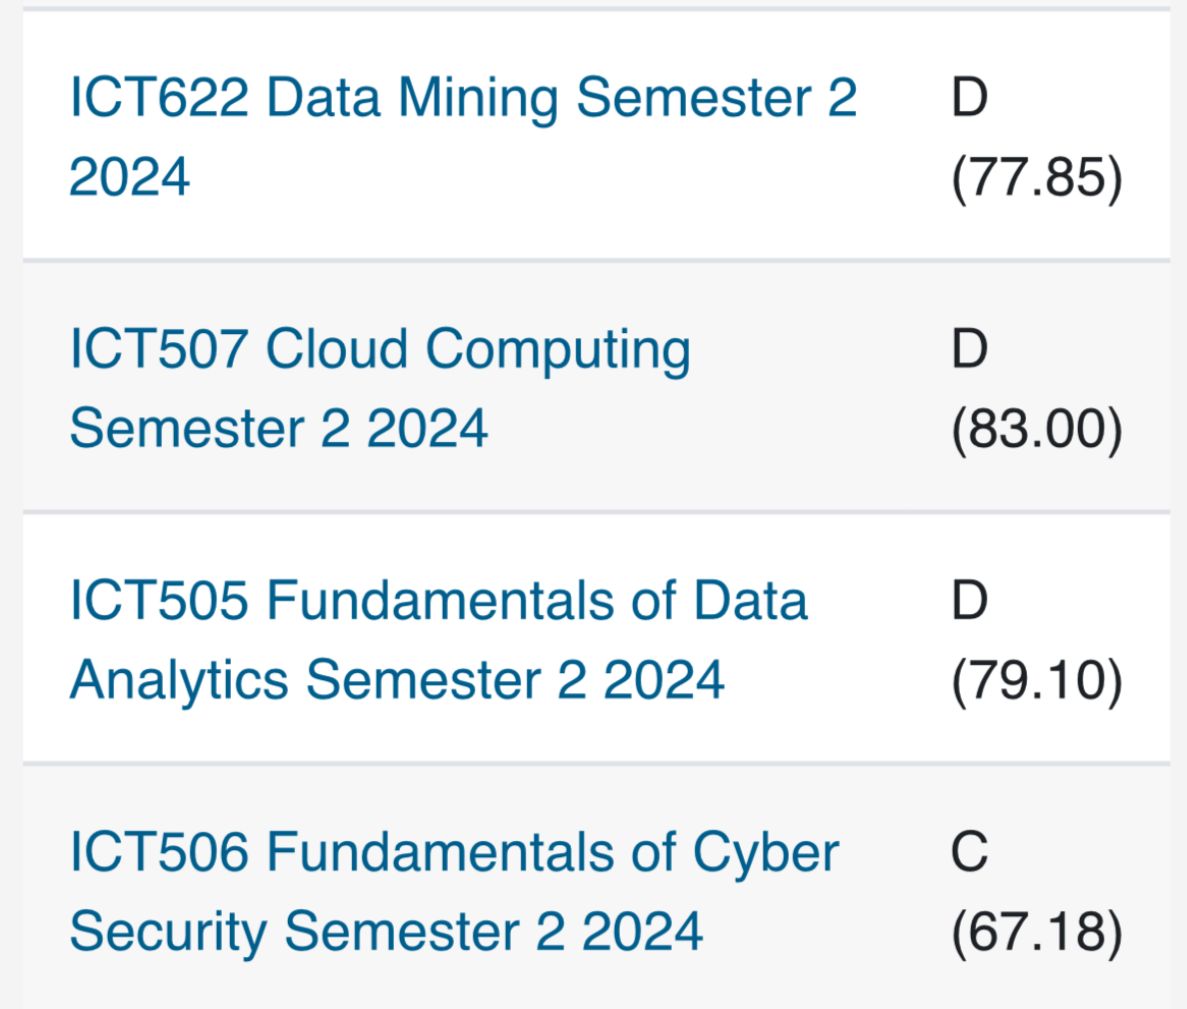 ICT622 Data Mining Semester 2
2024
D
(77.85)
ICT507 Cloud Computing
Semester 2 2024
D
(83.00)
ICT505 Fundamentals of Data
Analytics Semester 2 2024
D
(79.10)
ICT506 Fundamentals of Cyber
Security Semester 2 2024
C
(67.18)